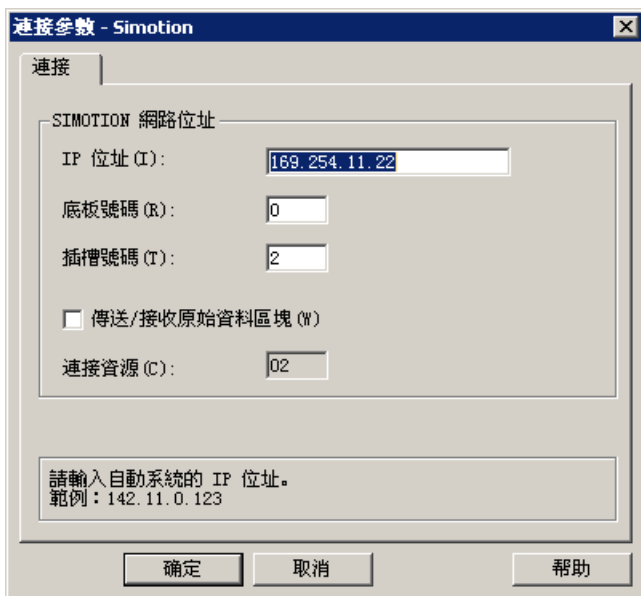 連接參數 - Simotion
連接
SIMOTION 網路位址
IP 位址(I):
169.254.11.22
底板號碼(R):
0
插槽號碼(T):
2
傳送/接收原始資料區塊(W)
連接資源(C):
02
請輸入自動系統的 IP 位址。
範例：142.11.0.123
确定
取消
帮助